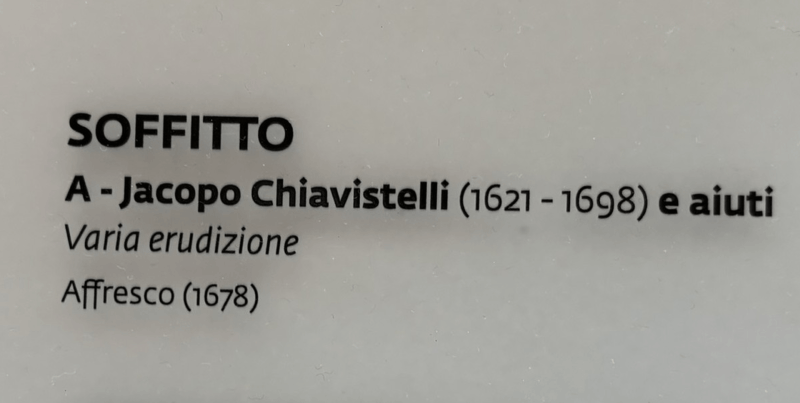 SOFFITTO
A - Jacopo Chiavistelli (1621 - 1698) e aiuti
Varia erudizione
Affresco (1678)